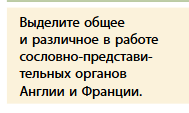 Выделите общее
и различное в работе
сословно-представи-
тельных органов
Англии и Франции.